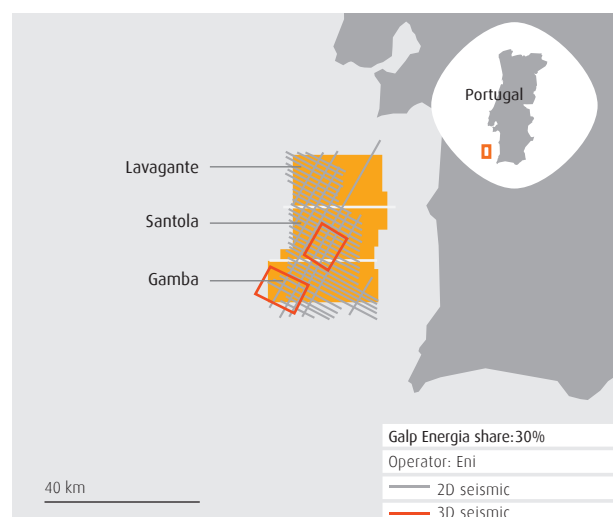 Portugal
Lavagante
Santola
Gamba
Galp Energia share:30%
Operator: Eni
40 km
2D seismic
3D seismic